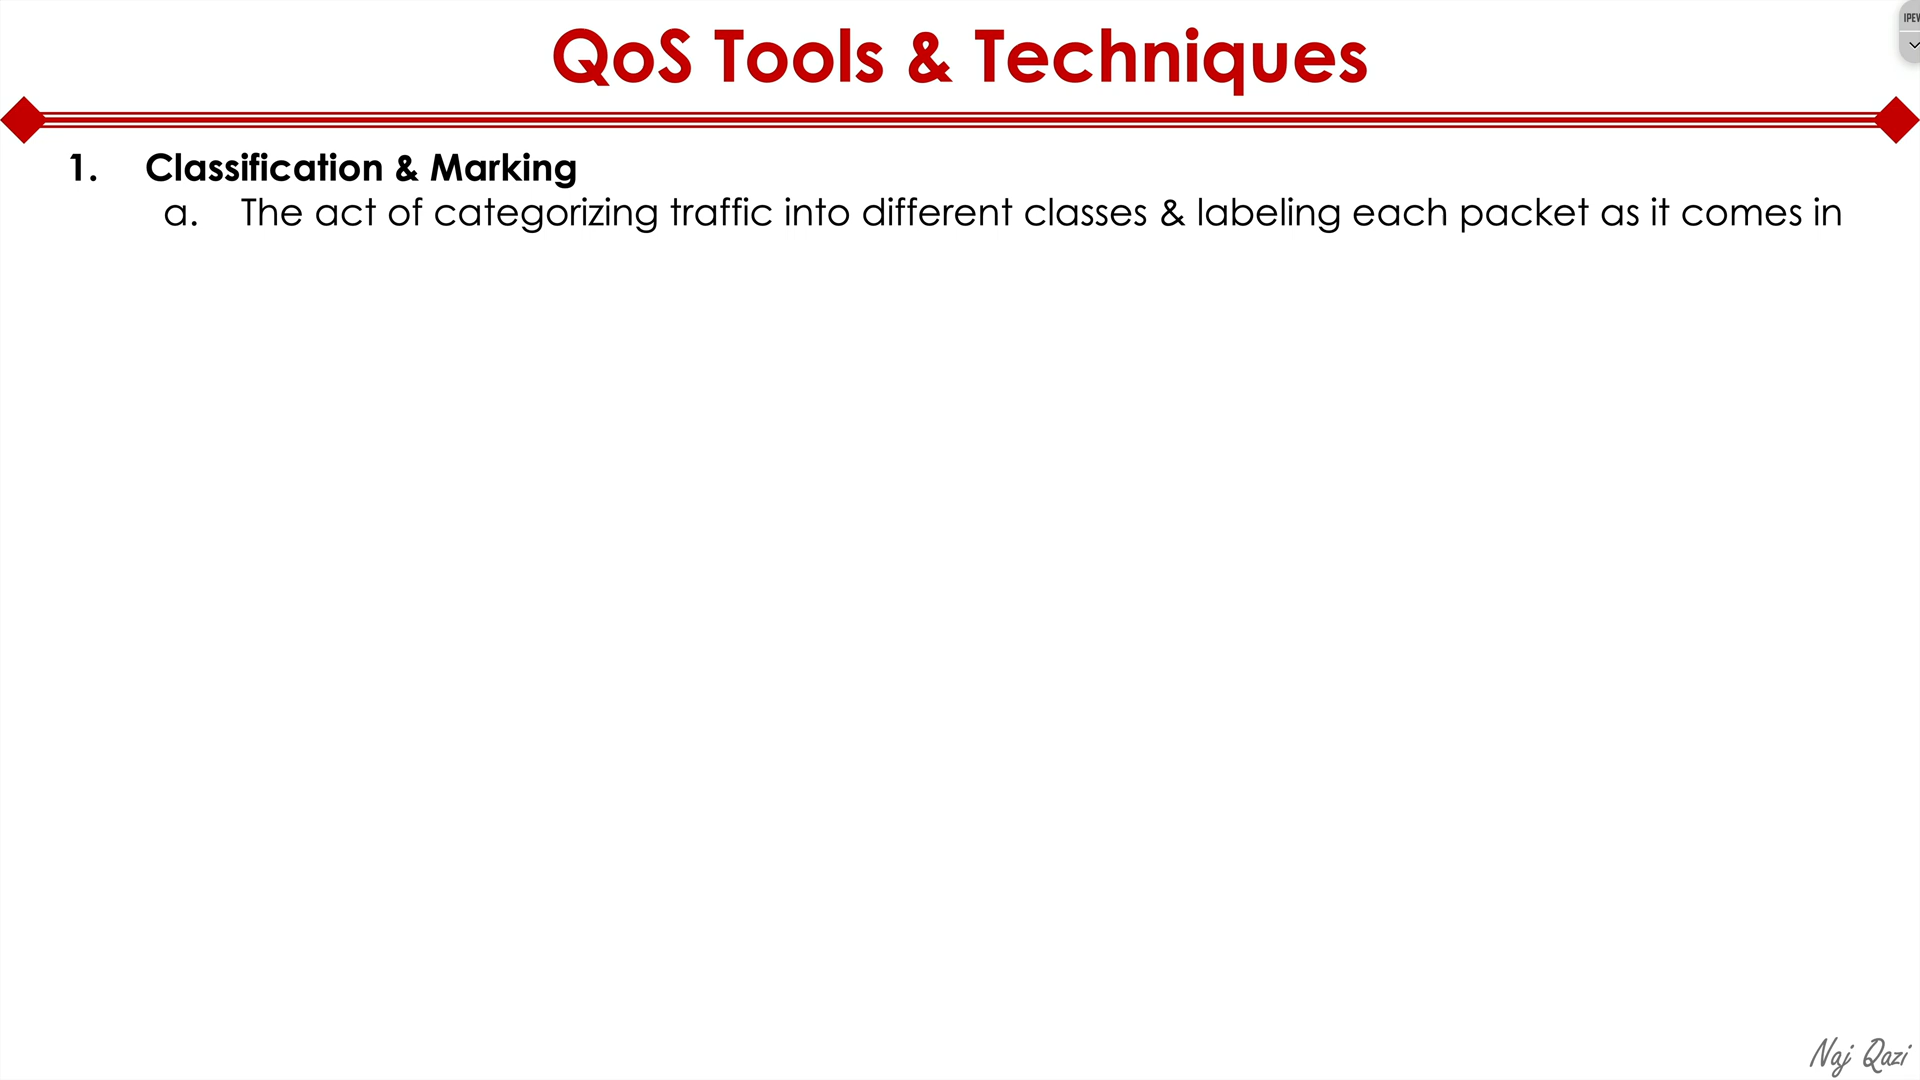 QoS Tools & Techniques
1. Classification & Marking
a. The act of categorizing traffic into different classes & labeling each packet as it comes in
Naj Qazi